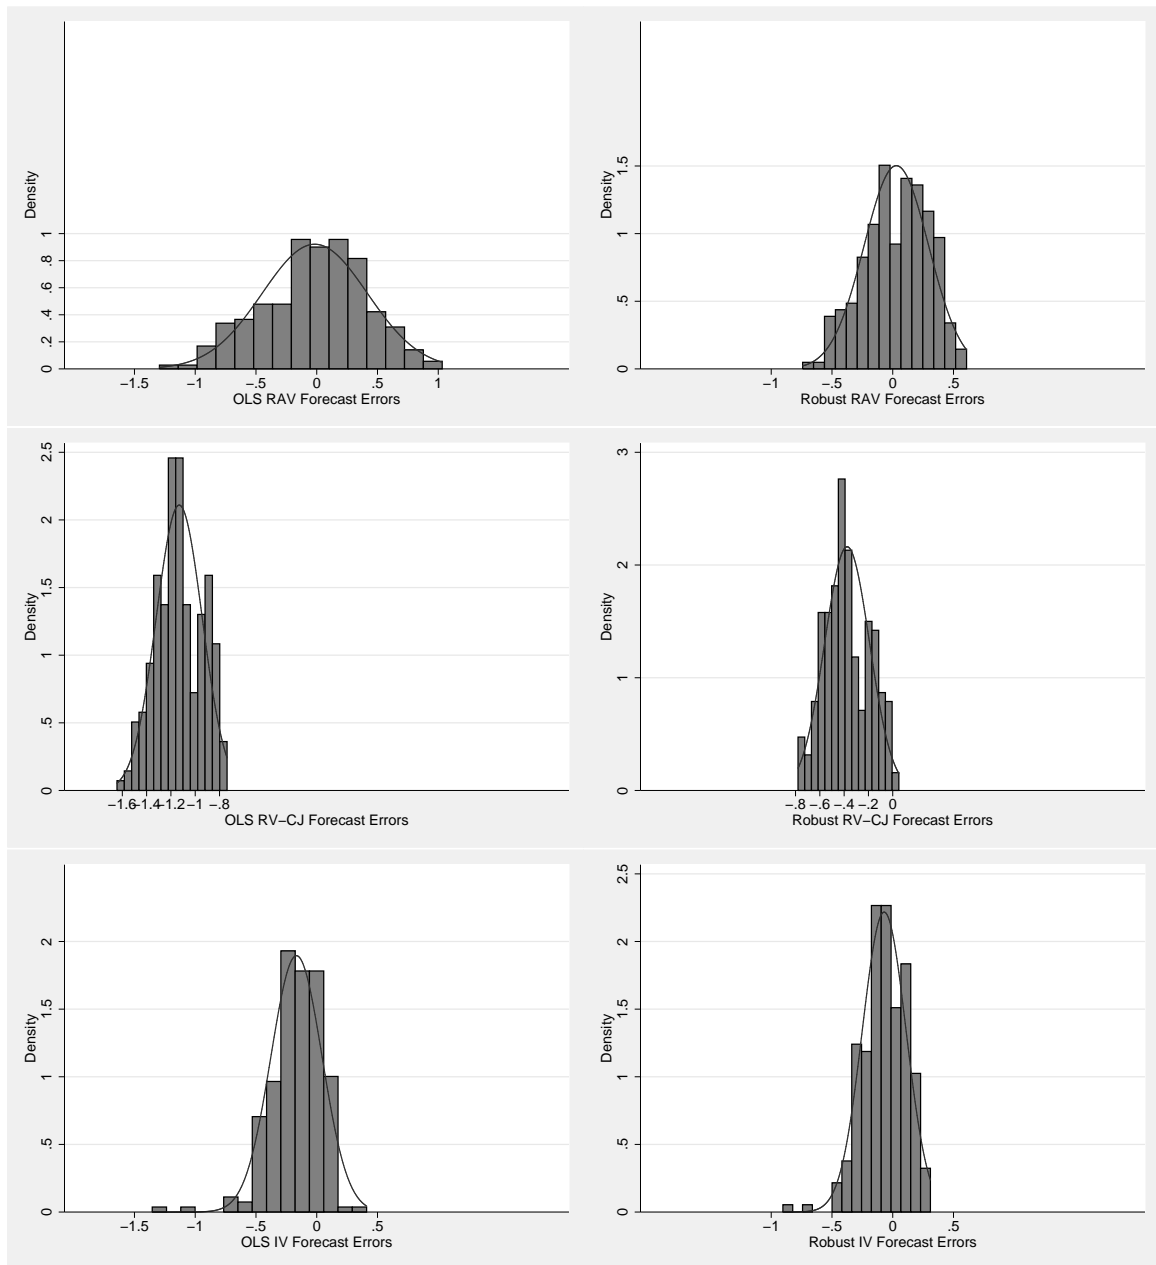 Density
1
.8
.6
.4
.2
0
−1.5 −1 −.5 0 .5 1
OLS RAV Forecast Errors
Density
1.5
1
.5
0
−1 −.5 0 .5
Robust RAV Forecast Errors
Density
2.5
2
1.5
1
.5
0
−1.6 −1.4 −1.2 −1 −.8
OLS RV−CJ Forecast Errors
Density
3
2
1
0
−.8 −.6 −.4 −.2 0
Robust RV−CJ Forecast Errors
Density
2
1.5
1
.5
0
−1.5 −1 −.5 0 .5
OLS IV Forecast Errors
Density
2.5
2
1.5
1
.5
0
−1 −.5 0 .5
Robust IV Forecast Errors